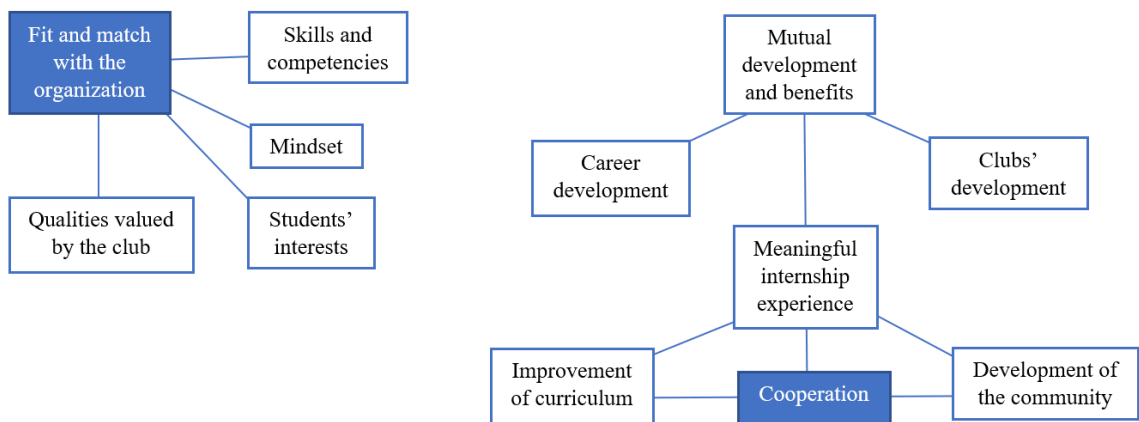 Fit and match
with the
organization
Skills and
competencies
Mindset
Qualities valued
by the club
Students’
interests
Mutual
development
and benefits
Career
development
Clubs’
development
Meaningful
internship
experience
Improvement
of curriculum
Cooperation
Development of
the community